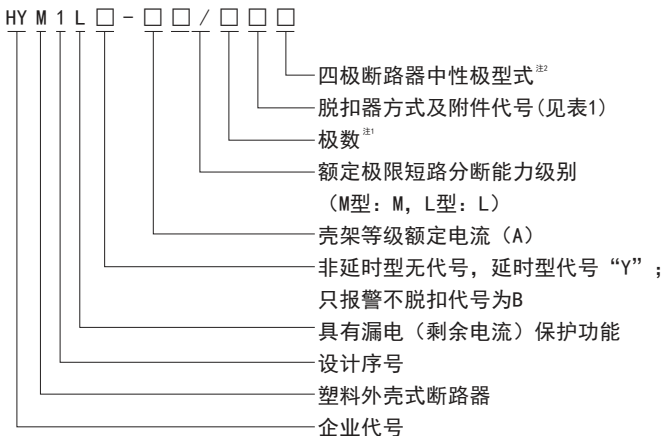 HYM1L□-□□/□□□
四极断路器中性极型式注2
脱扣器方式及附件代号(见表1)
极数注1
额定极限短路分断能力级别
（M型：M，L型：L）
壳架等级额定电流（A）
非延时型无代号，延时型代号“Y”；
只报警不脱扣代号为B
具有漏电（剩余电流）保护功能
设计序号
塑料外壳式断路器
企业代号